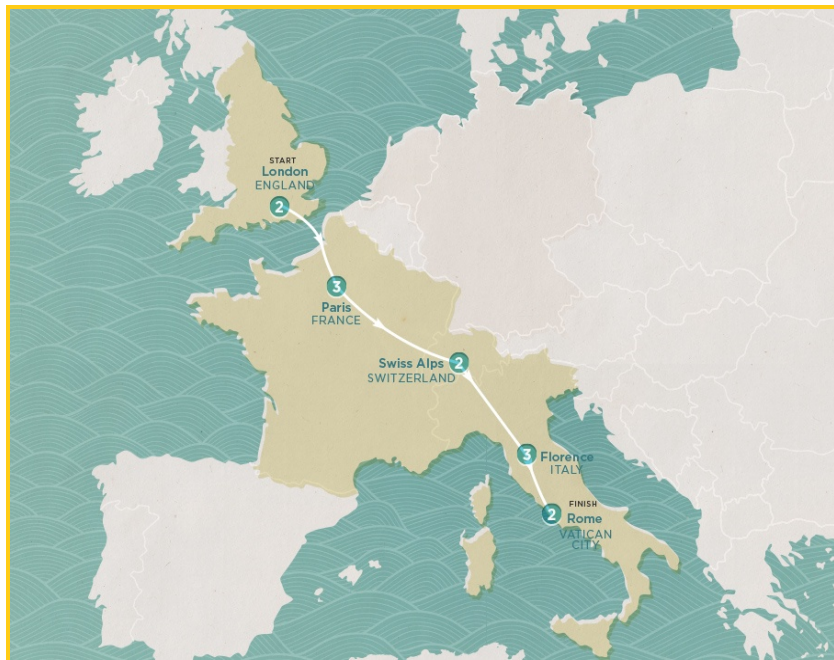 START
London
ENGLAND
2
3
Paris
FRANCE
Swiss Alps
SWITZERLAND
2
3
Florence
ITALY
FINISH
2
Rome
VATICAN
CITY